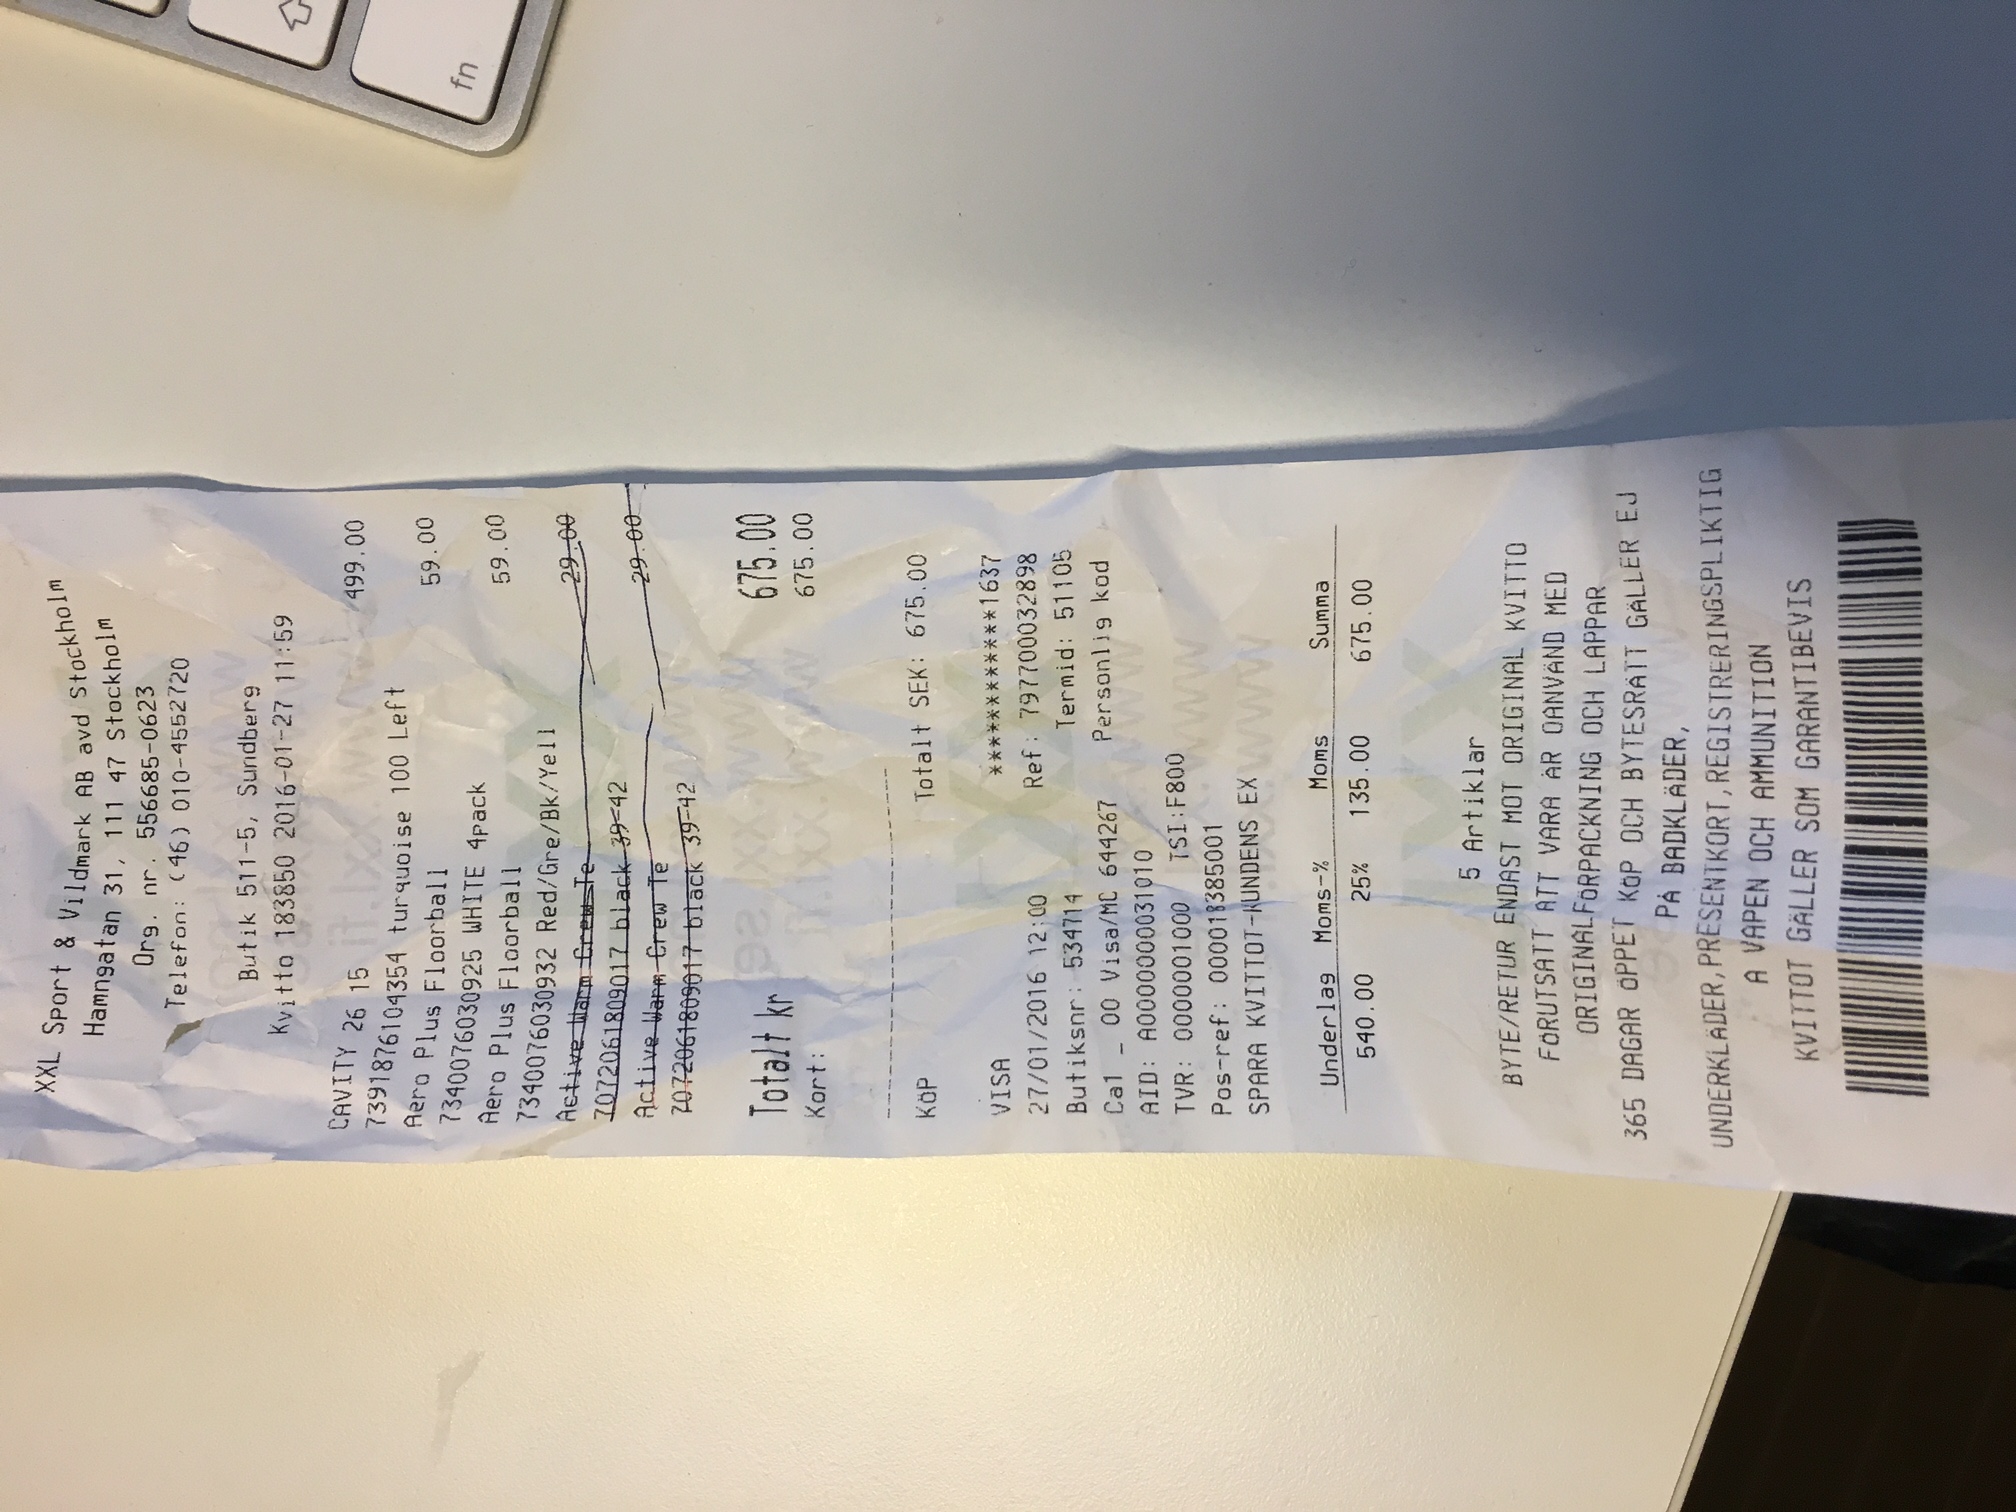 XXL Sport & Vildmark AB avd Stockholm
Hamngatan 31, 111 47 Stockholm
Org. nr. 556685-0623
Telefon: (46) 010-4552720
Butik 511-5, Sundberg
Kvitto 183850 2016-01-27 11:59
CAVITY 26 15 499.00
7391876104354 turquoise 100 Left
Aero Plus Floorball 59.00
7340076030925 WHITE 4pack
Aero Plus Floorball 59.00
7340076030932 Red/Gre/Bk/Yell
Active Warm Crew Te 29.00
7072061809017 black 39-42
Active Warm Crew Te 29.00
7072061809017 black 39-42
Totalt kr 675.00
Kort: 675.00
KÖP Totalt SEK: 675.00
VISA ************1637
27/01/2016 12:00 Ref: 797700032898
Butiksnr: 534714 Termid: 51105
Ca1 _ 00 Visa/MC 644267 Personlig kod
AID: A0000000031010
TVR: 0000001000 TSI:F800
Pos-ref: 000018385001
SPARA KVITTOT-KUNDENS EX
Underlag Moms-% Moms Summa
540.00 25% 135.00 675.00
5 Artiklar
BYTE/RETUR ENDAST MOT ORIGINAL KVITTO
FÖRUTSATT ATT VARA ÄR OANVÄND MED
ORIGINALFÖRPACKNING OCH LAPPAR
365 DAGAR ÖPPET KÖP OCH BYTESRÄTT GÄLLER EJ
PÅ BADKLÄDER,
UNDERKLÄDER,PRESENTKORT,REGISTRERINGSPLIKTIG
A VAPEN OCH AMMUNITION
KVITTOT GÄLLER SOM GARANTIBEVIS
fn